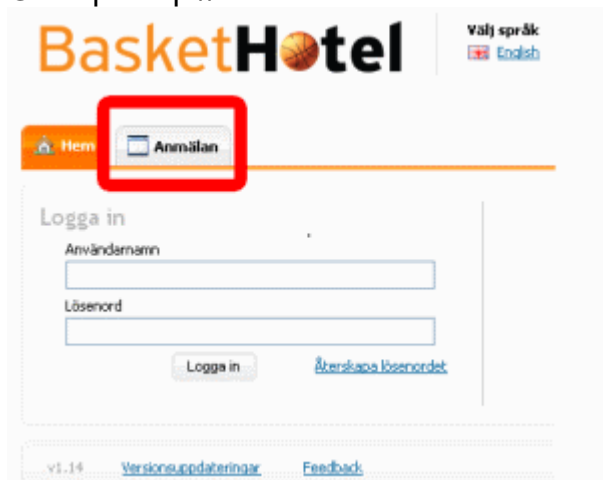 BasketHotel
Välj språk
English
Hem
Anmälan
Logga in
Användarnamn
Lösenord
Logga in
Återskapa lösenordet
v1.14 Versionsuppdateringar Feedback